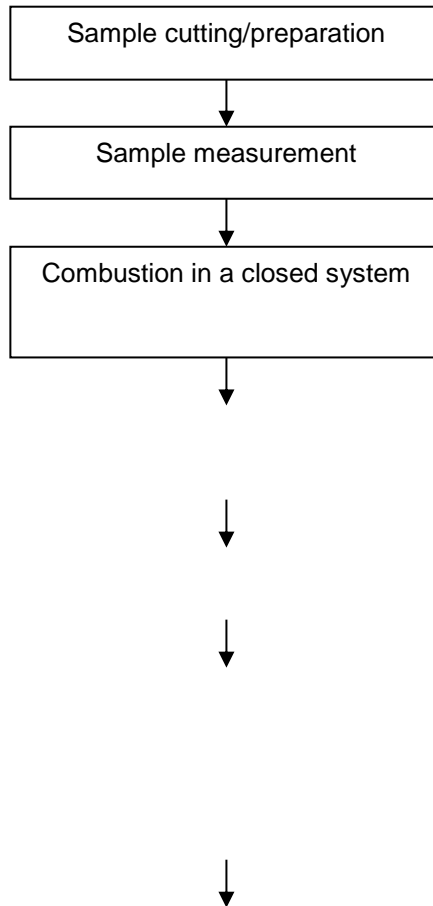 Sample cutting/preparation
Sample measurement
Combustion in a closed system